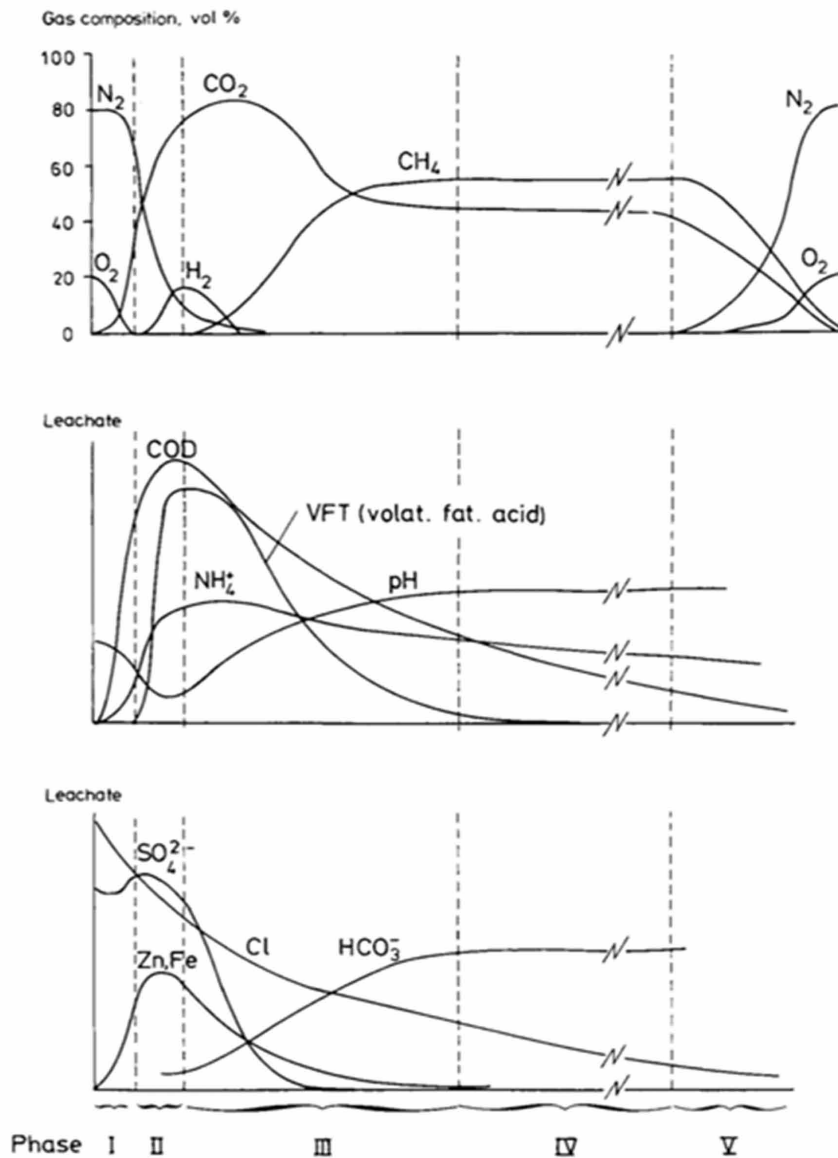 Gas composition, vol %
100
80
60
40
20
0
N₂
O₂
CO₂
H₂
CH₄
N₂
O₂
Leachate
COD
VFT (volat. fat. acid)
NH₄⁺
pH
Leachate
SO₄²⁻
Zn,Fe
Cl
HCO₃⁻
Phase I II III IV V